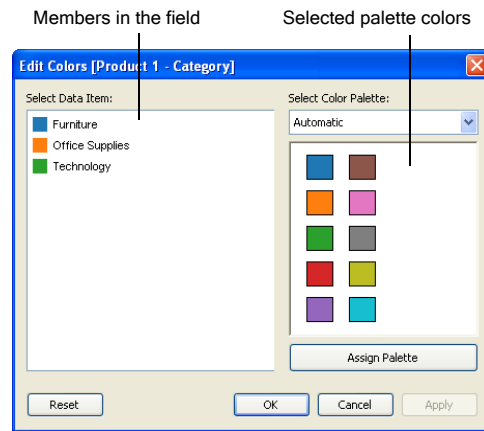 Members in the field
Selected palette colors
Edit Colors [Product 1 - Category]
Select Data Item:
Select Color Palette:
Furniture
Office Supplies
Technology
Automatic
Assign Palette
Reset
OK
Cancel
Apply